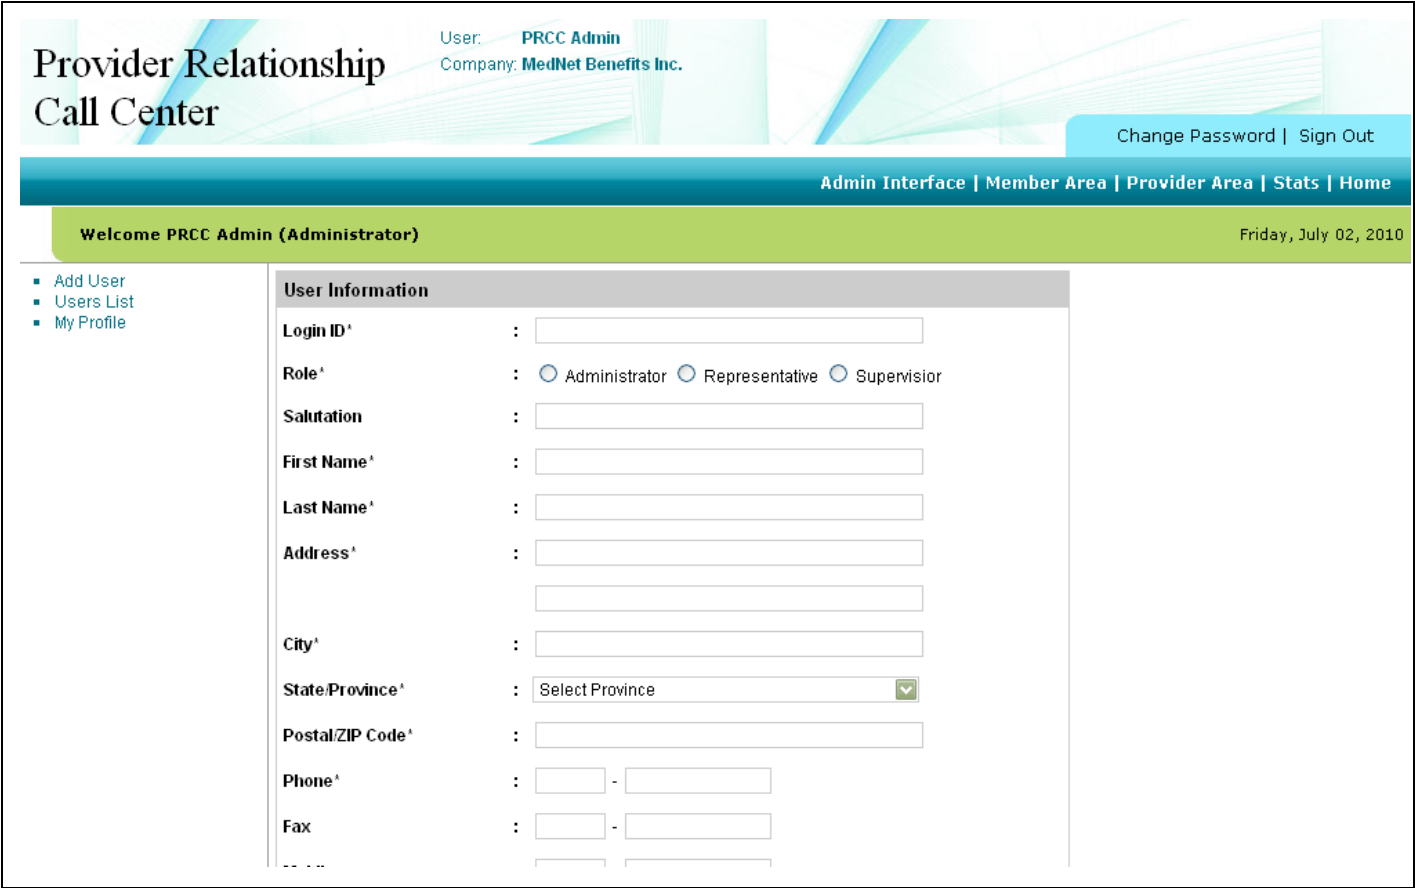 Provider Relationship
Call Center
User: PRCC Admin
Company: MedNet Benefits Inc.
Change Password | Sign Out
Admin Interface | Member Area | Provider Area | Stats | Home
Welcome PRCC Admin (Administrator)
Friday, July 02, 2010
Add User
Users List
My Profile
User Information
Login ID* :
Role* : Administrator Representative Supervisior
Salutation :
First Name* :
Last Name* :
Address* :
City* :
State/Province* : Select Province
Postal/ZIP Code* :
Phone* : -
Fax : -